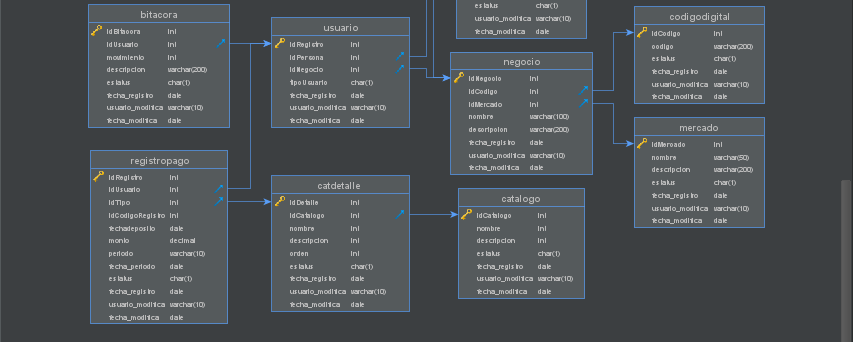 bitacora
idBitacora int
idUsuario int
movimiento int
descripcion varchar(200)
estatus char(1)
fecha_registro date
usuario_modifica varchar(10)
fecha_modifica date
usuario
idRegistro int
idPersona int
idNegocio int
tipoUsuario char(1)
fecha_registro date
usuario_modifica varchar(10)
fecha_modifica date
estatus char(1)
fecha_registro date
usuario_modifica varchar(10)
fecha_modifica date
negocio
idNegocio int
idCodigo int
idMercado int
nombre varchar(100)
descripcion varchar(200)
fecha_registro date
usuario_modifica varchar(10)
fecha_modifica date
codigodigital
idCodigo int
codigo varchar(200)
estatus char(1)
fecha_registro date
usuario_modifica varchar(10)
fecha_modifica date
mercado
idMercado int
nombre varchar(50)
descripcion varchar(200)
estatus char(1)
fecha_registro date
usuario_modifica varchar(10)
fecha_modifica date
registropago
idRegistro int
idUsuario int
idTipo int
idCodigoRegistro int
fechadeposito date
monto decimal
periodo varchar(10)
fecha_periodo date
estatus char(1)
fecha_registro date
usuario_modifica varchar(10)
fecha_modifica date
catdetalle
idDetalle int
idCatalogo int
nombre int
descripcion int
orden int
estatus char(1)
fecha_registro date
usuario_modifica varchar(10)
fecha_modifica date
catalogo
idCatalogo int
nombre int
descripcion int
estatus char(1)
fecha_registro date
usuario_modifica varchar(10)
fecha_modifica date